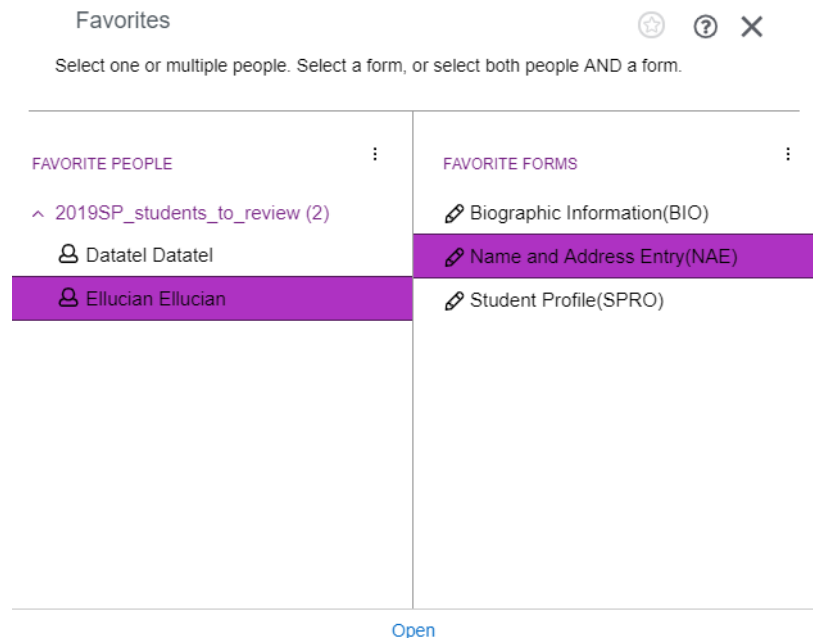 Favorites
Select one or multiple people. Select a form, or select both people AND a form.
FAVORITE PEOPLE
2019SP_students_to_review (2)
Datatel Datatel
Ellucian Ellucian
FAVORITE FORMS
Biographic Information(BIO)
Name and Address Entry(NAE)
Student Profile(SPRO)
Open